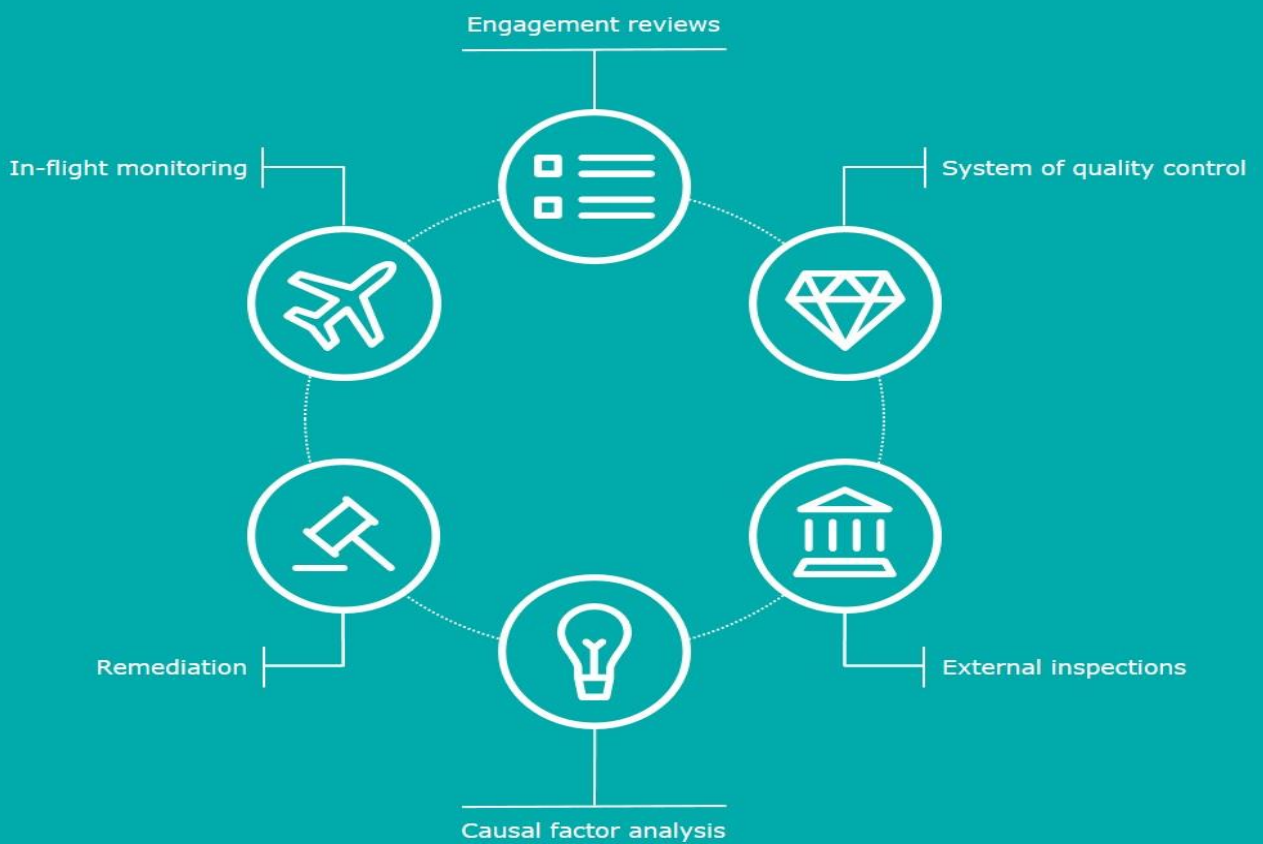 Engagement reviews
In-flight monitoring
System of quality control
Remediation
External inspections
Causal factor analysis